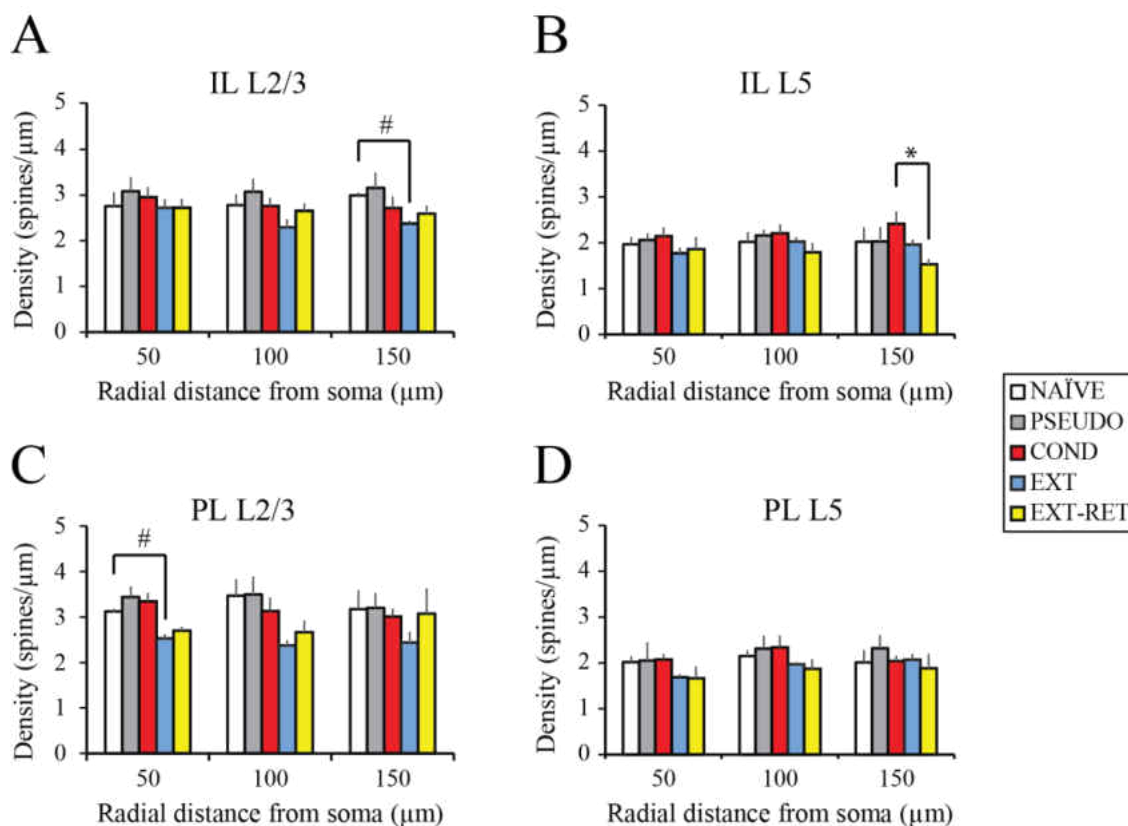 A
IL L2/3
Density (spines/µm)
5
4
3
2
1
0
#
50 100 150
Radial distance from soma (µm)
B
IL L5
Density (spines/µm)
5
4
3
2
1
0
*
50 100 150
Radial distance from soma (µm)
NAÏVE
PSEUDO
COND
EXT
EXT-RET
C
PL L2/3
Density (spines/µm)
5
4
3
2
1
0
#
50 100 150
Radial distance from soma (µm)
D
PL L5
Density (spines/µm)
5
4
3
2
1
0
50 100 150
Radial distance from soma (µm)